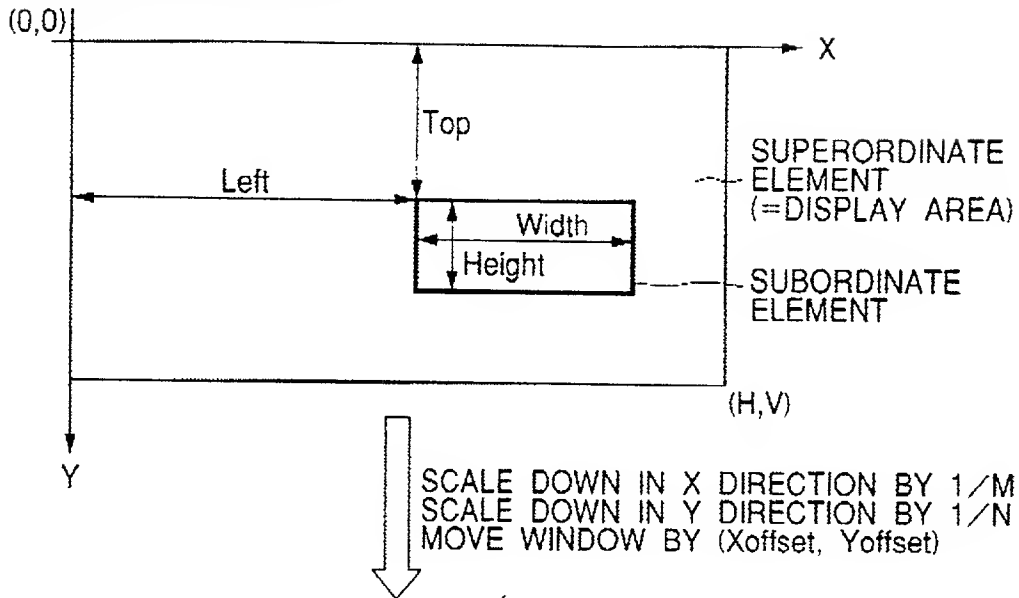 (0,0)
X
Top
Left
SUPERORDINATE
ELEMENT
(=DISPLAY AREA)
Width
Height
SUBORDINATE
ELEMENT
(H,V)
Y
SCALE DOWN IN X DIRECTION BY 1/M
SCALE DOWN IN Y DIRECTION BY 1/N
MOVE WINDOW BY (Xoffset, Yoffset)